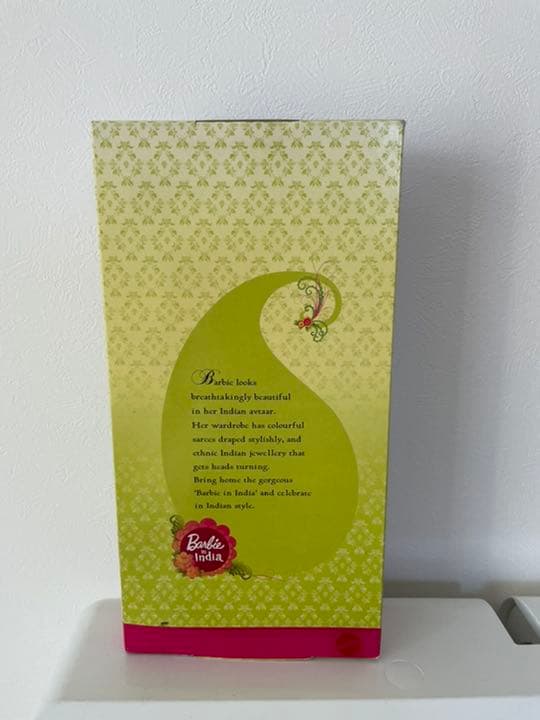 Barbie looks
breathtakingly beautiful
in her Indian avtaar.
Her wardrobe has colourful
sarees draped stylishly, and
ethnic Indian jewellery that
gets heads turning.
Bring home the gorgeous
'Barbie in India' and celebrate
in Indian style.
Barbie
in
India